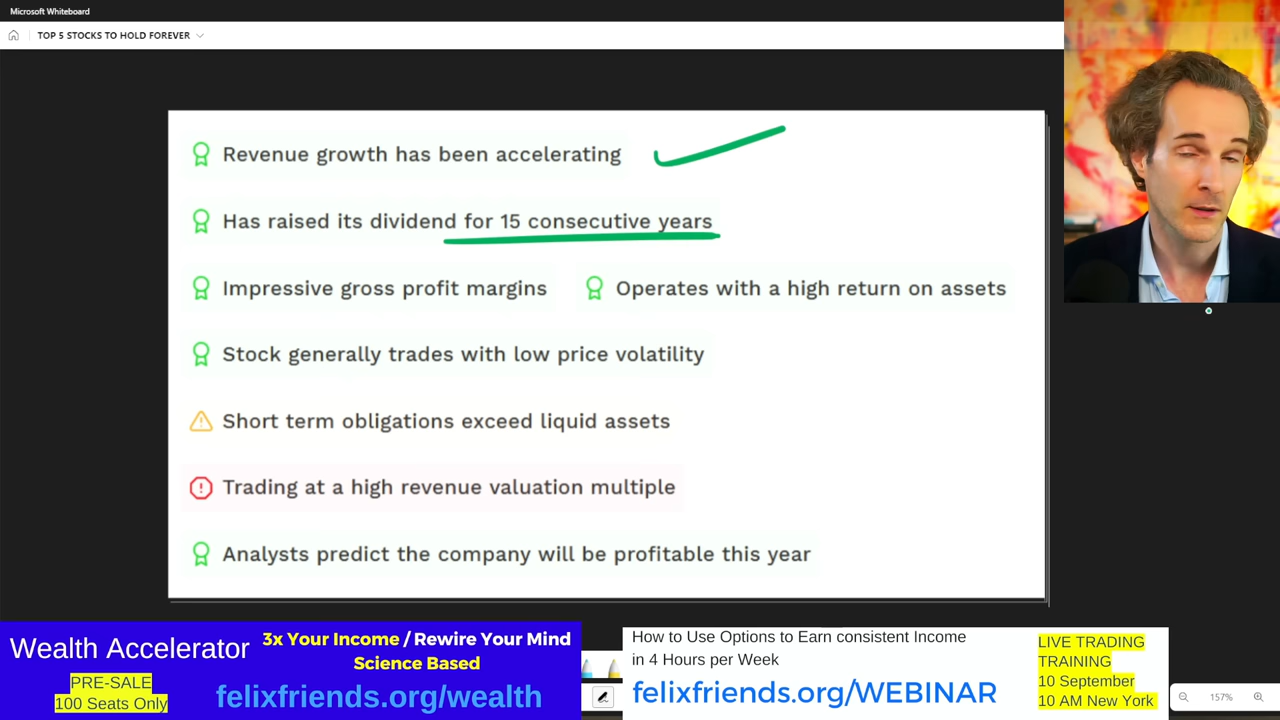 Microsoft Whiteboard
TOP 5 STOCKS TO HOLD FOREVER
Revenue growth has been accelerating
Has raised its dividend for 15 consecutive years
Impressive gross profit margins
Operates with a high return on assets
Stock generally trades with low price volatility
Short term obligations exceed liquid assets
Trading at a high revenue valuation multiple
Analysts predict the company will be profitable this year
Wealth Accelerator
PRE-SALE
100 Seats Only
3x Your Income / Rewire Your Mind
Science Based
felixfriends.org/wealth
How to Use Options to Earn consistent Income
in 4 Hours per Week
felixfriends.org/WEBINAR
LIVE TRADING
TRAINING
10 September
10 AM New York
157%